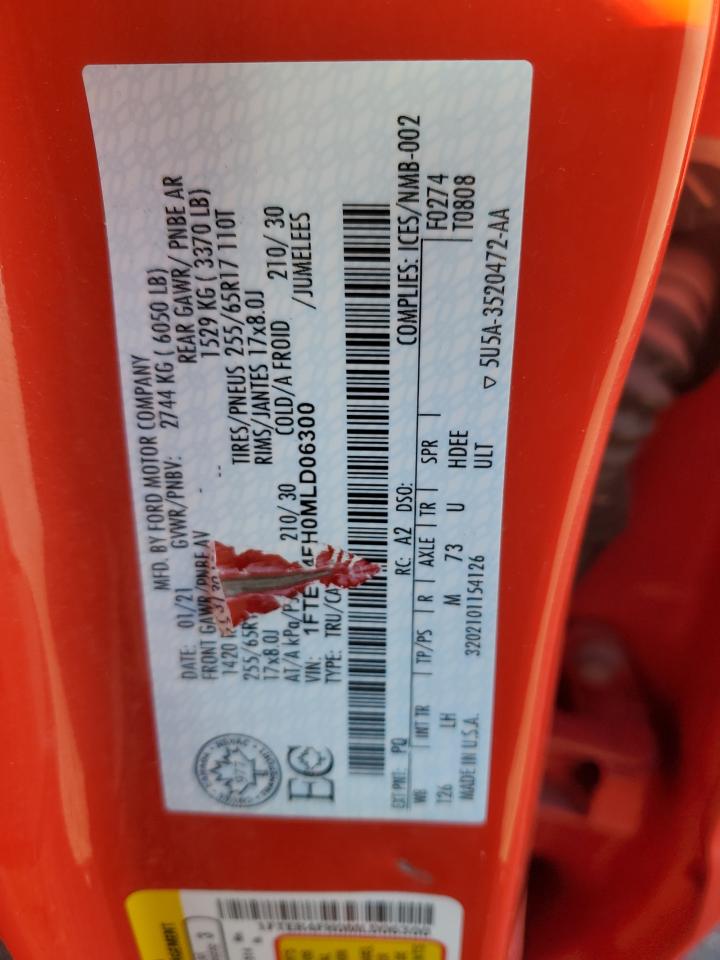 MFD. BY FORD MOTOR COMPANY
DATE: 01/21 GVWR/PNBV: 2744 KG ( 6050 LB)
FRONT GAWR/PNBE AV REAR GAWR/ PNBE AR
1420 1529 KG ( 3370 LB)
255/65R TIRES/PNEUS 255/65R17 110T
17x8.0J RIMS/JANTES 17x8.0J
AT/A kPa/PS 210/ 30 COLD/A FROID 210/ 30
VIN: 1FTE FH0MLD06300 /JUMELEES
TYPE: TRU/CA
EXT PNT: PQ RC: A2 DSO: COMPLIES: ICES/NMB-002
WB INT TR TP/PS R AXLE TR SPR F0274
126 LH M 73 U HDEE T0808
ULT
MADE IN U.S.A. 3202101154126 5U5A-3520472-AA